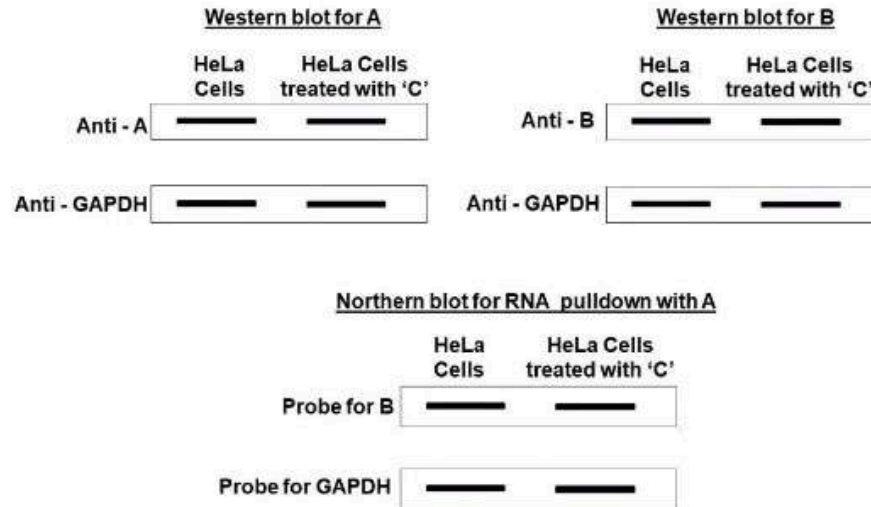 Western blot for A
HeLa Cells
HeLa Cells treated with ‘C’
Anti - A
Anti - GAPDH
Western blot for B
HeLa Cells
HeLa Cells treated with ‘C’
Anti - B
Anti - GAPDH
Northern blot for RNA pulldown with A
HeLa Cells
HeLa Cells treated with ‘C’
Probe for B
Probe for GAPDH